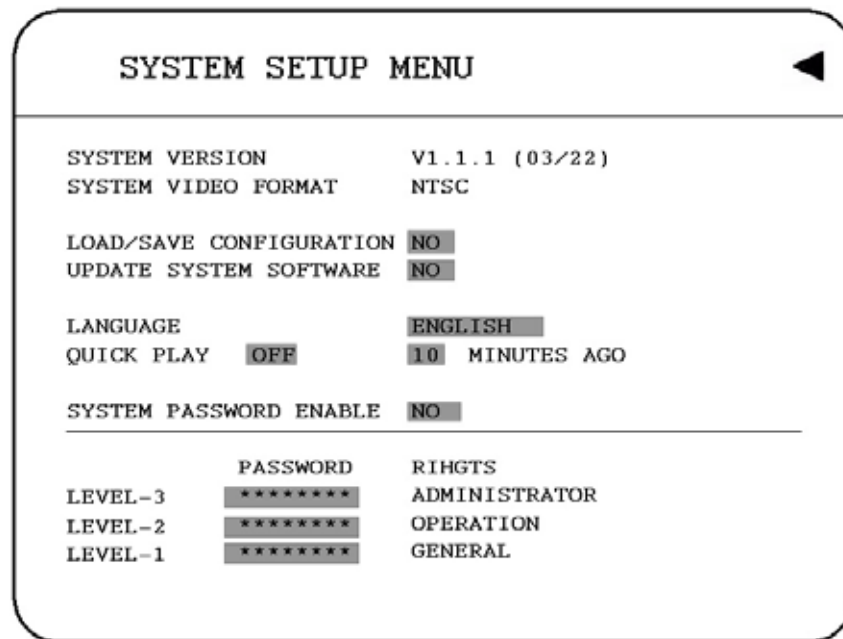 SYSTEM SETUP MENU
SYSTEM VERSION V1.1.1 (03/22)
SYSTEM VIDEO FORMAT NTSC
LOAD/SAVE CONFIGURATION NO
UPDATE SYSTEM SOFTWARE NO
LANGUAGE ENGLISH
QUICK PLAY OFF 10 MINUTES AGO
SYSTEM PASSWORD ENABLE NO
PASSWORD RIHGTS
LEVEL-3 ******** ADMINISTRATOR
LEVEL-2 ******** OPERATION
LEVEL-1 ******** GENERAL